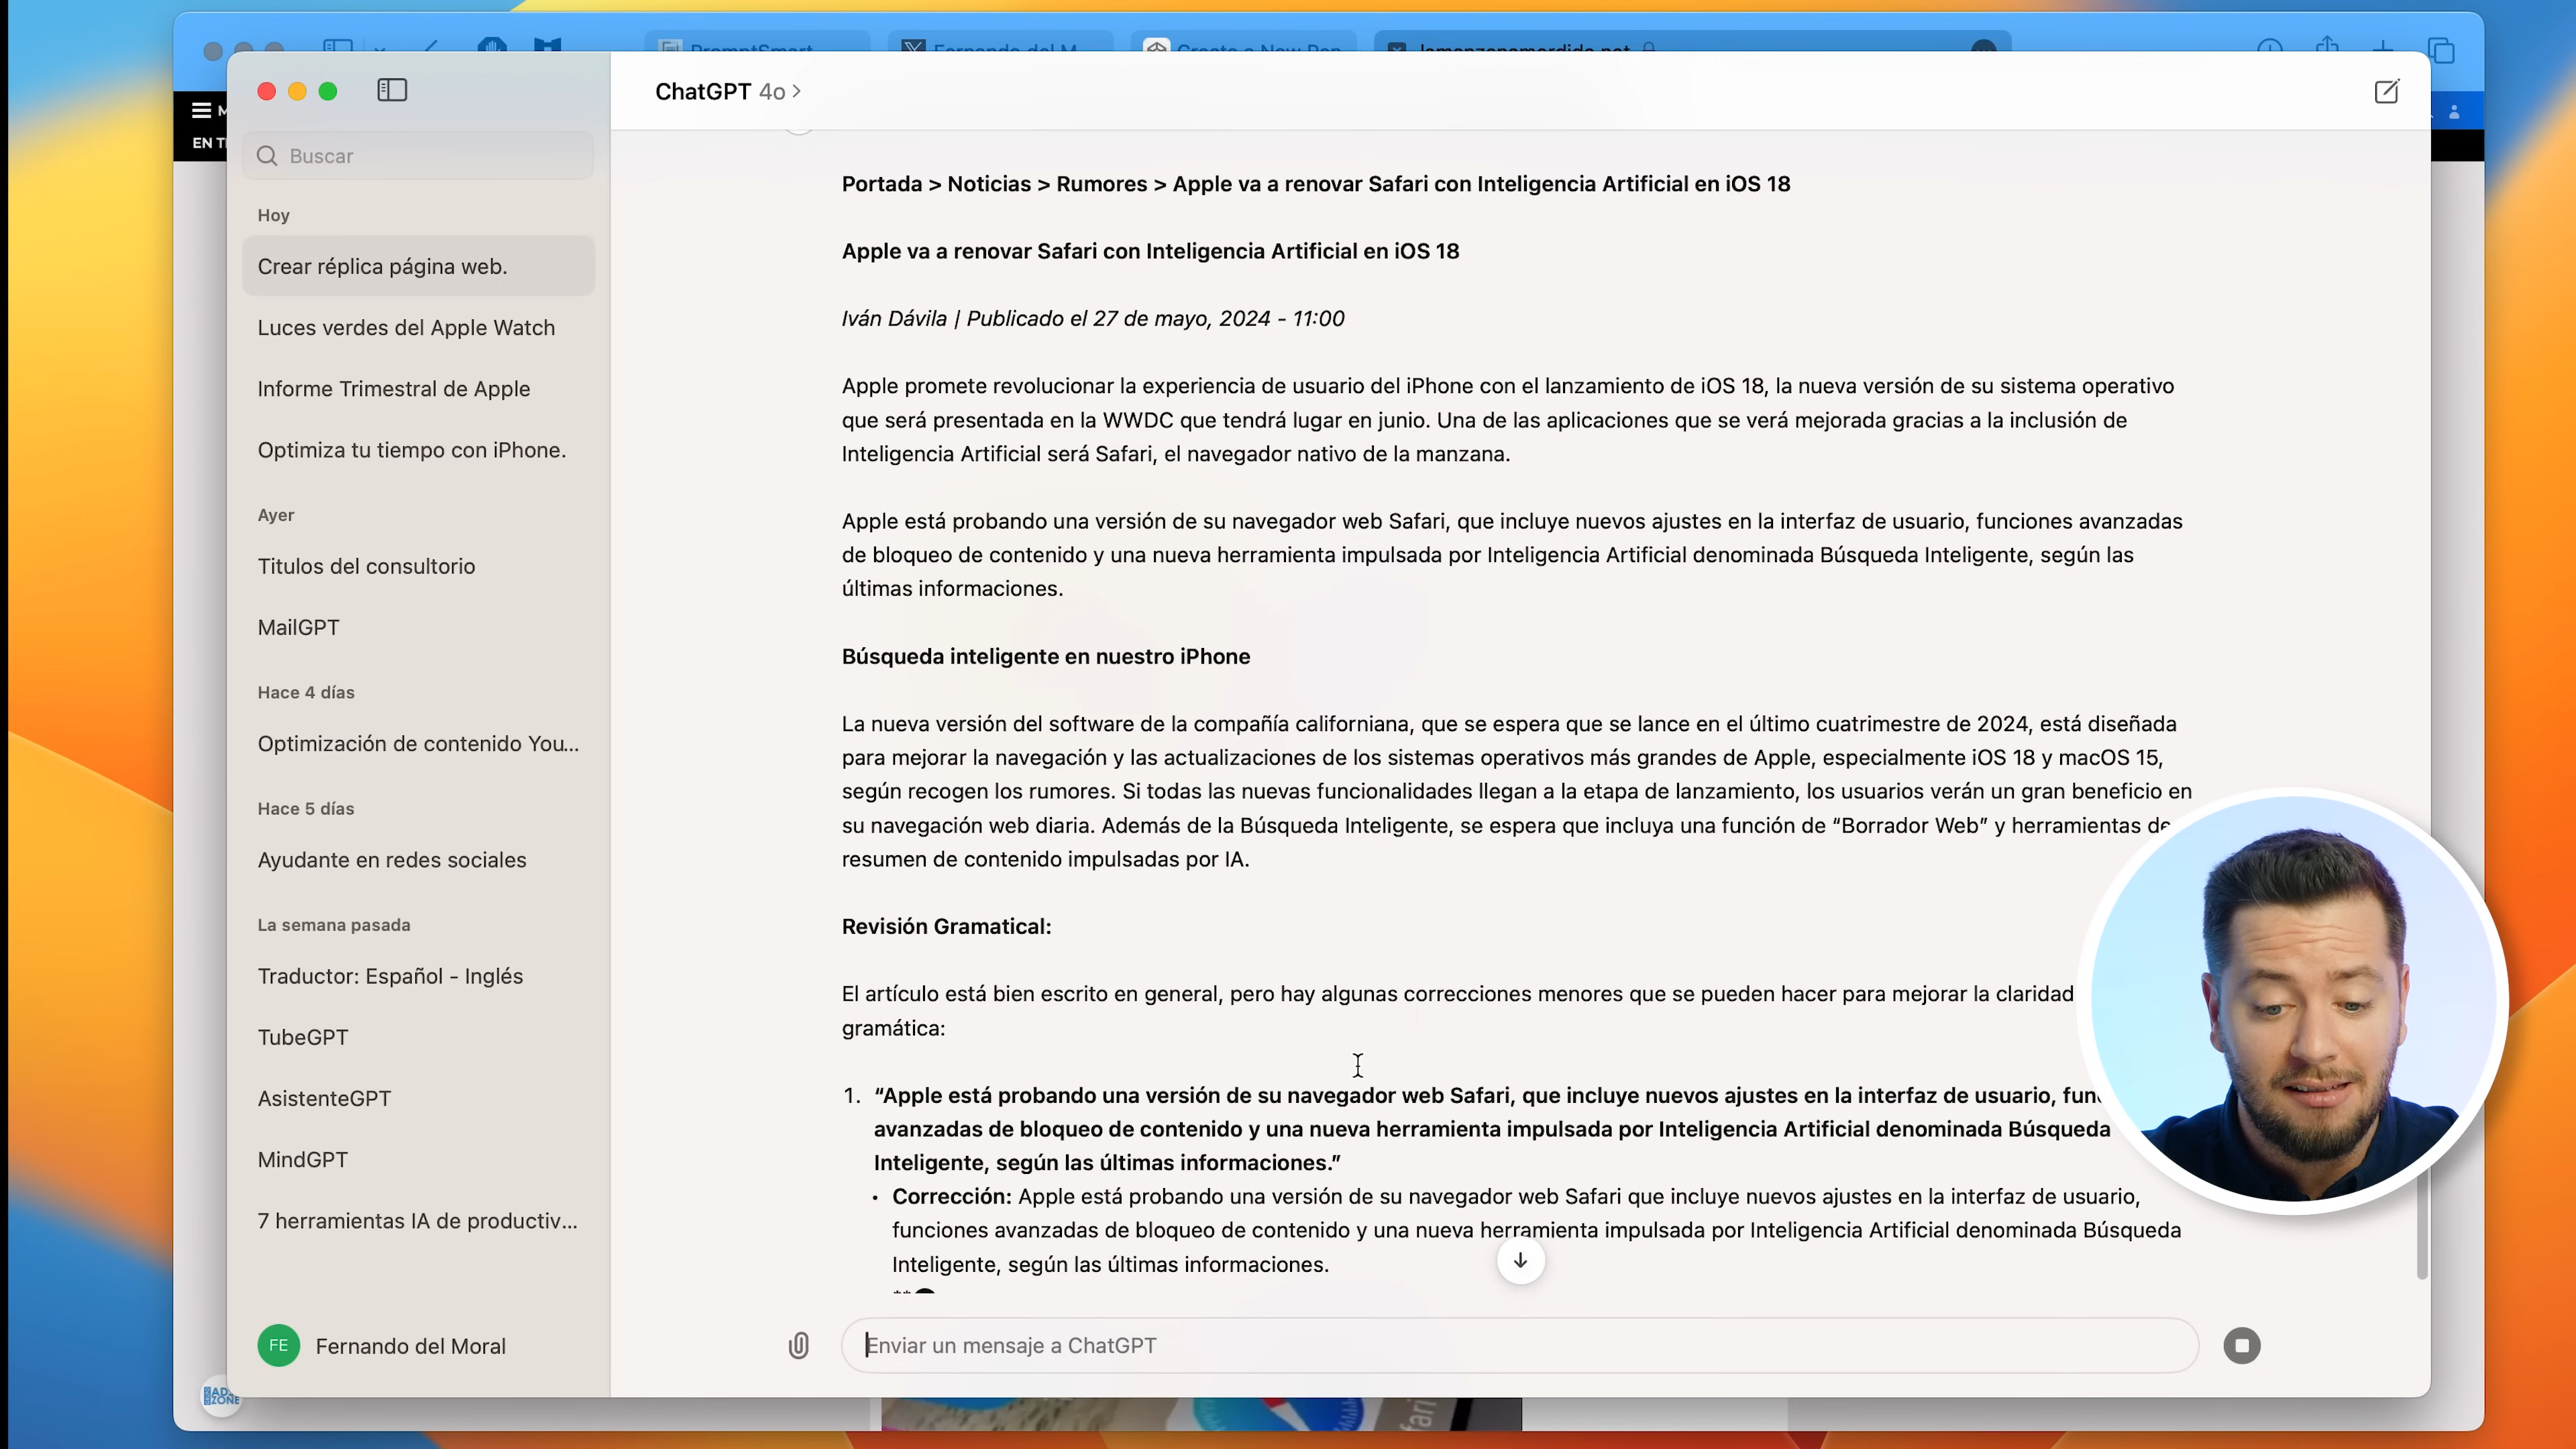 PromptSmart
Fernando del M
Create a New Pen
lamanzanamordida.net
EN T
ChatGPT 4o >
Buscar
Hoy
Crear réplica página web.
Luces verdes del Apple Watch
Informe Trimestral de Apple
Optimiza tu tiempo con iPhone.
Ayer
Titulos del consultorio
MailGPT
Hace 4 días
Optimización de contenido You...
Hace 5 días
Ayudante en redes sociales
La semana pasada
Traductor: Español - Inglés
TubeGPT
AsistenteGPT
MindGPT
7 herramientas IA de productiv...
FE Fernando del Moral
Portada > Noticias > Rumores > Apple va a renovar Safari con Inteligencia Artificial en iOS 18
Apple va a renovar Safari con Inteligencia Artificial en iOS 18
Iván Dávila | Publicado el 27 de mayo, 2024 - 11:00
Apple promete revolucionar la experiencia de usuario del iPhone con el lanzamiento de iOS 18, la nueva versión de su sistema operativo
que será presentada en la WWDC que tendrá lugar en junio. Una de las aplicaciones que se verá mejorada gracias a la inclusión de
Inteligencia Artificial será Safari, el navegador nativo de la manzana.
Apple está probando una versión de su navegador web Safari, que incluye nuevos ajustes en la interfaz de usuario, funciones avanzadas
de bloqueo de contenido y una nueva herramienta impulsada por Inteligencia Artificial denominada Búsqueda Inteligente, según las
últimas informaciones.
Búsqueda inteligente en nuestro iPhone
La nueva versión del software de la compañía californiana, que se espera que se lance en el último cuatrimestre de 2024, está diseñada
para mejorar la navegación y las actualizaciones de los sistemas operativos más grandes de Apple, especialmente iOS 18 y macOS 15,
según recogen los rumores. Si todas las nuevas funcionalidades llegan a la etapa de lanzamiento, los usuarios verán un gran beneficio en
su navegación web diaria. Además de la Búsqueda Inteligente, se espera que incluya una función de “Borrador Web” y herramientas de
resumen de contenido impulsadas por IA.
Revisión Gramatical:
El artículo está bien escrito en general, pero hay algunas correcciones menores que se pueden hacer para mejorar la claridad
gramática:
1. “Apple está probando una versión de su navegador web Safari, que incluye nuevos ajustes en la interfaz de usuario, fun
avanzadas de bloqueo de contenido y una nueva herramienta impulsada por Inteligencia Artificial denominada Búsqueda
Inteligente, según las últimas informaciones.”
• Corrección: Apple está probando una versión de su navegador web Safari que incluye nuevos ajustes en la interfaz de usuario,
funciones avanzadas de bloqueo de contenido y una nueva herramienta impulsada por Inteligencia Artificial denominada Búsqueda
Inteligente, según las últimas informaciones.
**
Enviar un mensaje a ChatGPT
ZONE
fari